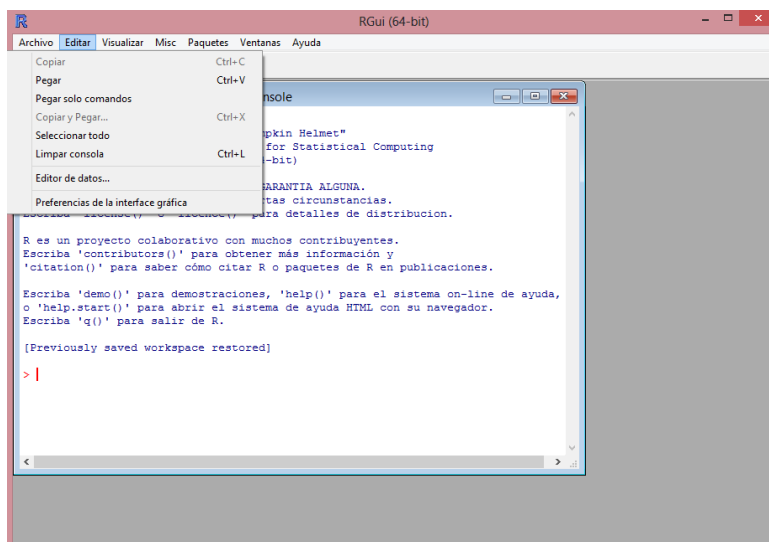 RGui (64-bit)
Archivo Editar Visualizar Misc Paquetes Ventanas Ayuda
Copiar Ctrl+C
Pegar Ctrl+V
Pegar solo comandos
Copiar y Pegar... Ctrl+X
Seleccionar todo
Limpar consola Ctrl+L
Editor de datos...
Preferencias de la interface gráfica
nsole
mpkin Helmet"
for Statistical Computing
-bit)
GARANTIA ALGUNA.
rtas circunstancias.
para detalles de distribucion.
R es un proyecto colaborativo con muchos contribuyentes.
Escriba 'contributors()' para obtener más información y
'citation()' para saber cómo citar R o paquetes de R en publicaciones.
Escriba 'demo()' para demostraciones, 'help()' para el sistema on-line de ayuda,
o 'help.start()' para abrir el sistema de ayuda HTML con su navegador.
Escriba 'q()' para salir de R.
[Previously saved workspace restored]
>